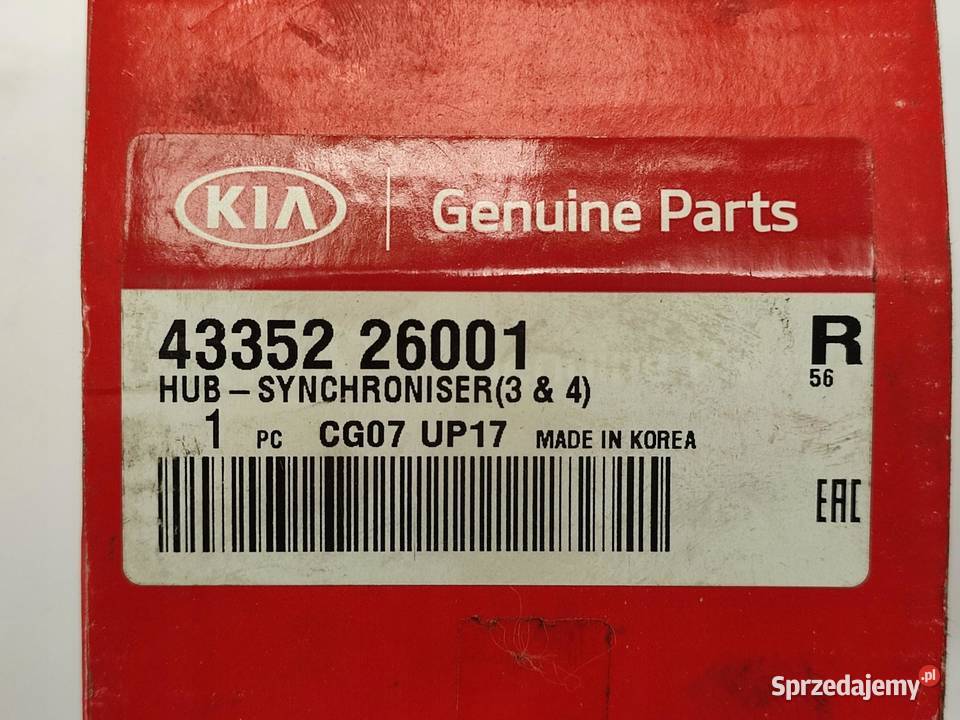 KIA Genuine Parts
43352 26001
R
56
HUB – SYNCHRONISER(3 & 4)
1 PC CG07 UP17 MADE IN KOREA
EAC
Sprzedajemy.pl